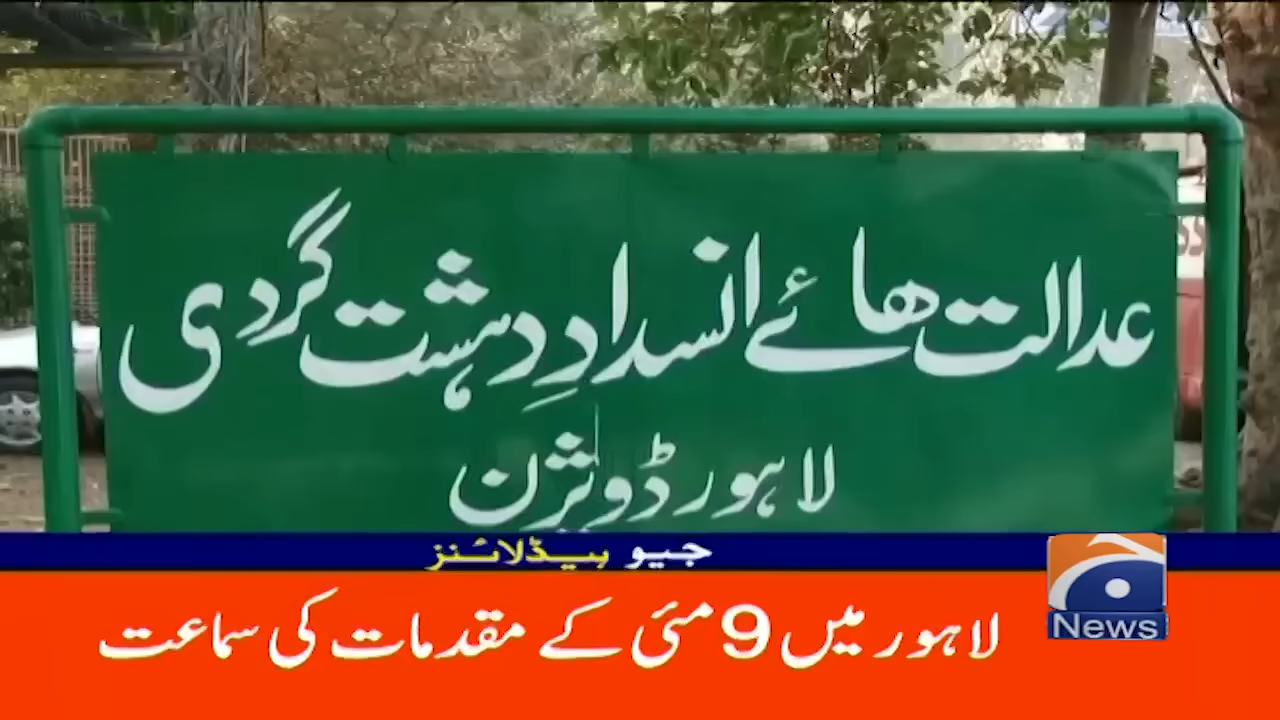 عدالت ھائے انسدادِ دہشت گردی
لاہور ڈویژن
جیو ہیڈلائنز
News
لاہور میں 9 مئی کے مقدمات کی سماعت